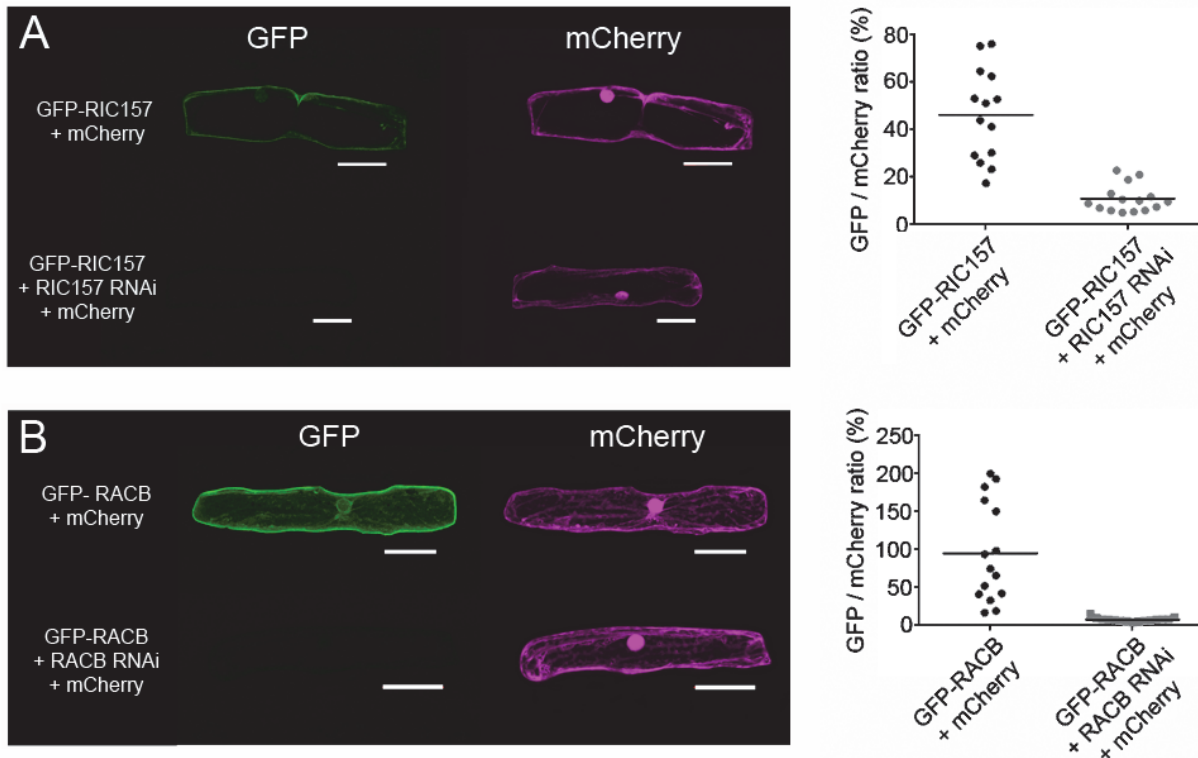 A
GFP
mCherry
GFP-RIC157
+ mCherry
GFP-RIC157
+ RIC157 RNAi
+ mCherry
GFP / mCherry ratio (%)
80
60
40
20
0
GFP-RIC157
+ mCherry
GFP-RIC157
+ RIC157 RNAi
+ mCherry
B
GFP
mCherry
GFP- RACB
+ mCherry
GFP-RACB
+ RACB RNAi
+ mCherry
GFP / mCherry ratio (%)
250
200
150
100
50
0
GFP-RACB
+ mCherry
GFP-RACB
+ RACB RNAi
+ mCherry